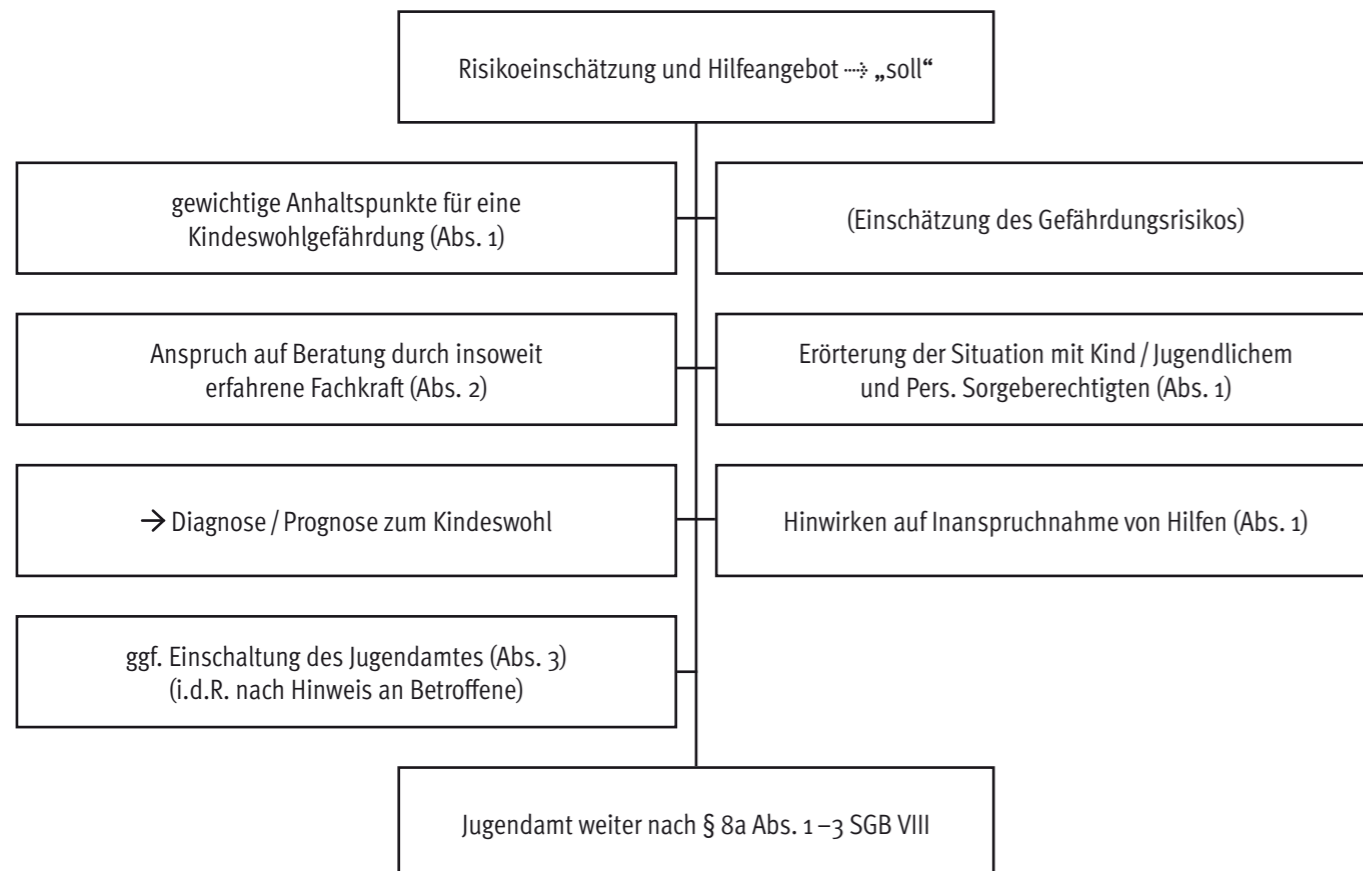 Risikoeinschätzung und Hilfeangebot ⤑ „soll“
gewichtige Anhaltspunkte für eine
Kindeswohlgefährdung (Abs. 1)
(Einschätzung des Gefährdungsrisikos)
Anspruch auf Beratung durch insoweit
erfahrene Fachkraft (Abs. 2)
Erörterung der Situation mit Kind / Jugendlichem
und Pers. Sorgeberechtigten (Abs. 1)
→ Diagnose / Prognose zum Kindeswohl
Hinwirken auf Inanspruchnahme von Hilfen (Abs. 1)
ggf. Einschaltung des Jugendamtes (Abs. 3)
(i.d.R. nach Hinweis an Betroffene)
Jugendamt weiter nach § 8a Abs. 1 – 3 SGB VIII